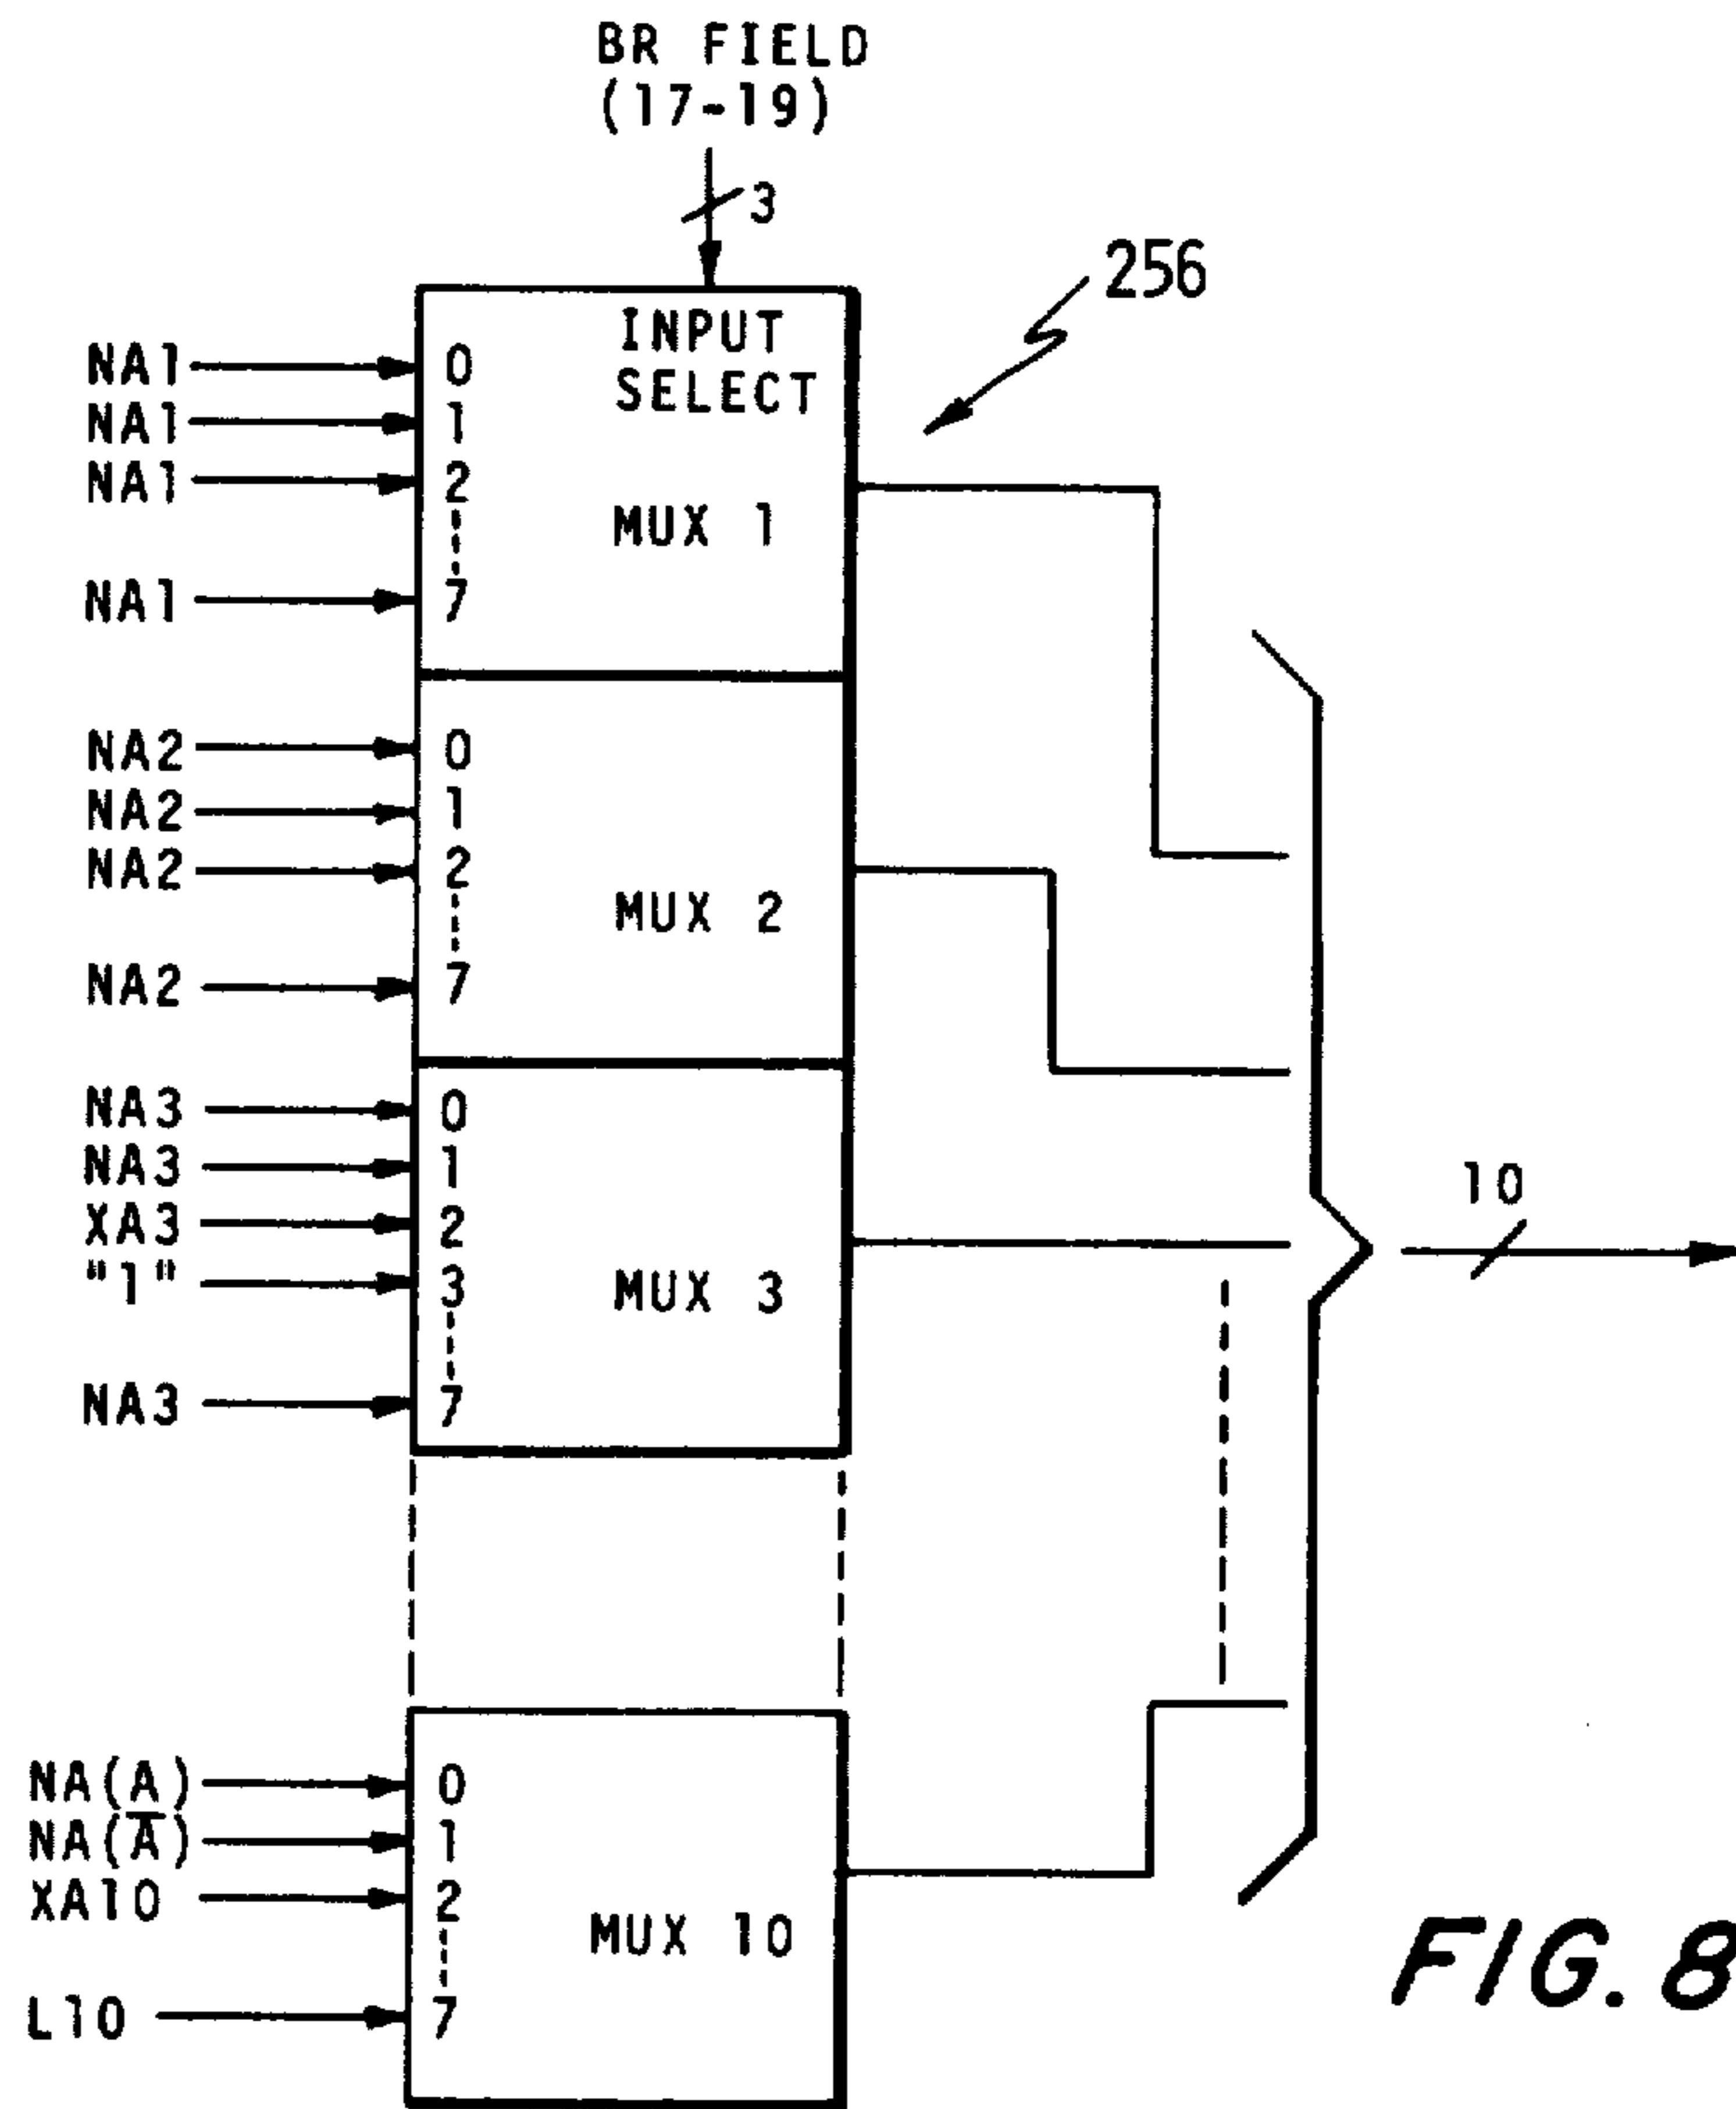 BR FIELD
(17-19)
3
256
INPUT
SELECT
NA1 0
NA1 1
NA1 2
MUX 1
NA1 7
NA2 0
NA2 1
NA2 2
MUX 2
NA2 7
NA3 0
NA3 1
XA3 2
"1" 3
MUX 3
NA3 7
10
NA(A) 0
NA(A̅) 1
XA10 2
MUX 10
L10 7
FIG. 8